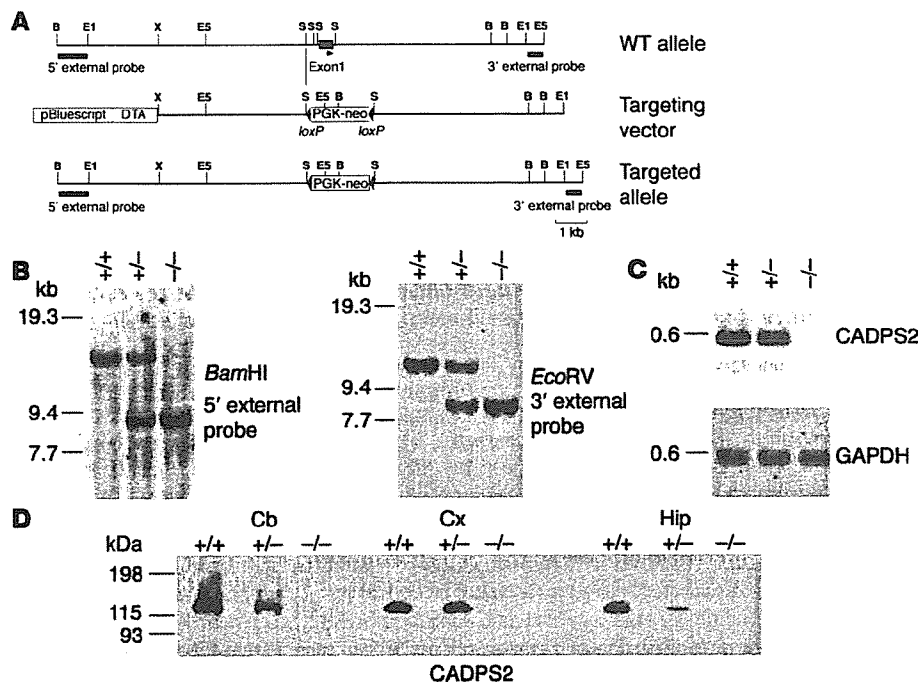 A
B E1 X E5 S SS S B B E1 E5
5' external probe Exon1 3' external probe
WT allele
X E5 S E5 B S B B E1
pBluescript DTA PGK-neo
loxP loxP
Targeting
vector
B E1 X E5 S E5 B S B B E1 E5
PGK-neo
5' external probe 3' external probe
Targeted
allele
1 kb
B
+/+ +/− −/−
kb
19.3
9.4
7.7
BamHI
5' external
probe
+/+ +/− −/−
kb
19.3
9.4
7.7
EcoRV
3' external
probe
C
+/+ +/− −/−
kb
0.6
CADPS2
0.6
GAPDH
D
Cb Cx Hip
kDa +/+ +/− −/− +/+ +/− −/− +/+ +/− −/−
198
115
93
CADPS2